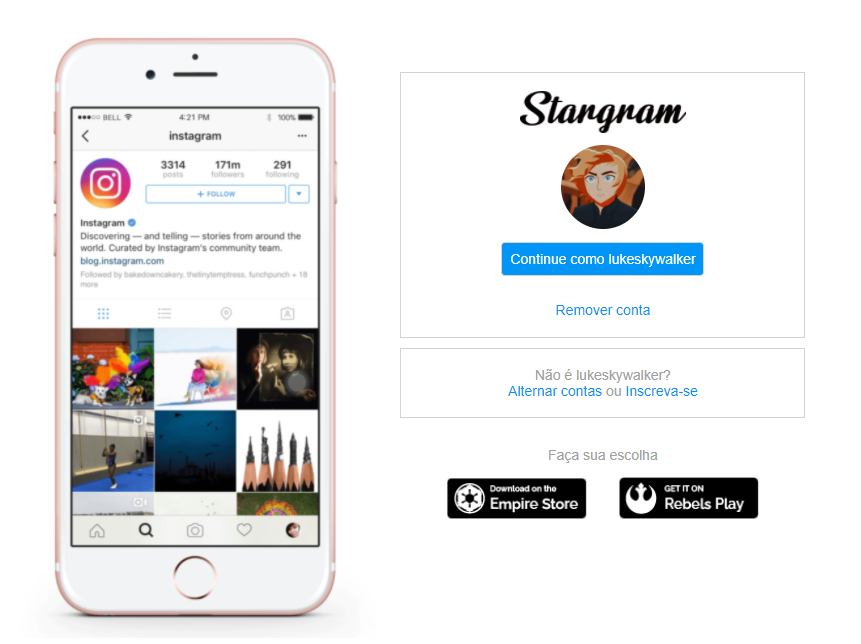 ●●●○○ BELL
4:21 PM
100%
instagram
3314
171m
291
posts
followers
following
+ FOLLOW
Instagram
Discovering — and telling — stories from around the
world. Curated by Instagram's community team.
blog.instagram.com
Followed by bakedowncakery, thetinytemptress, funchpunch + 18
more
Stargram
Continue como lukeskywalker
Remover conta
Não é lukeskywalker?
Alternar contas ou Inscreva-se
Faça sua escolha
Download on the
Empire Store
GET IT ON
Rebels Play